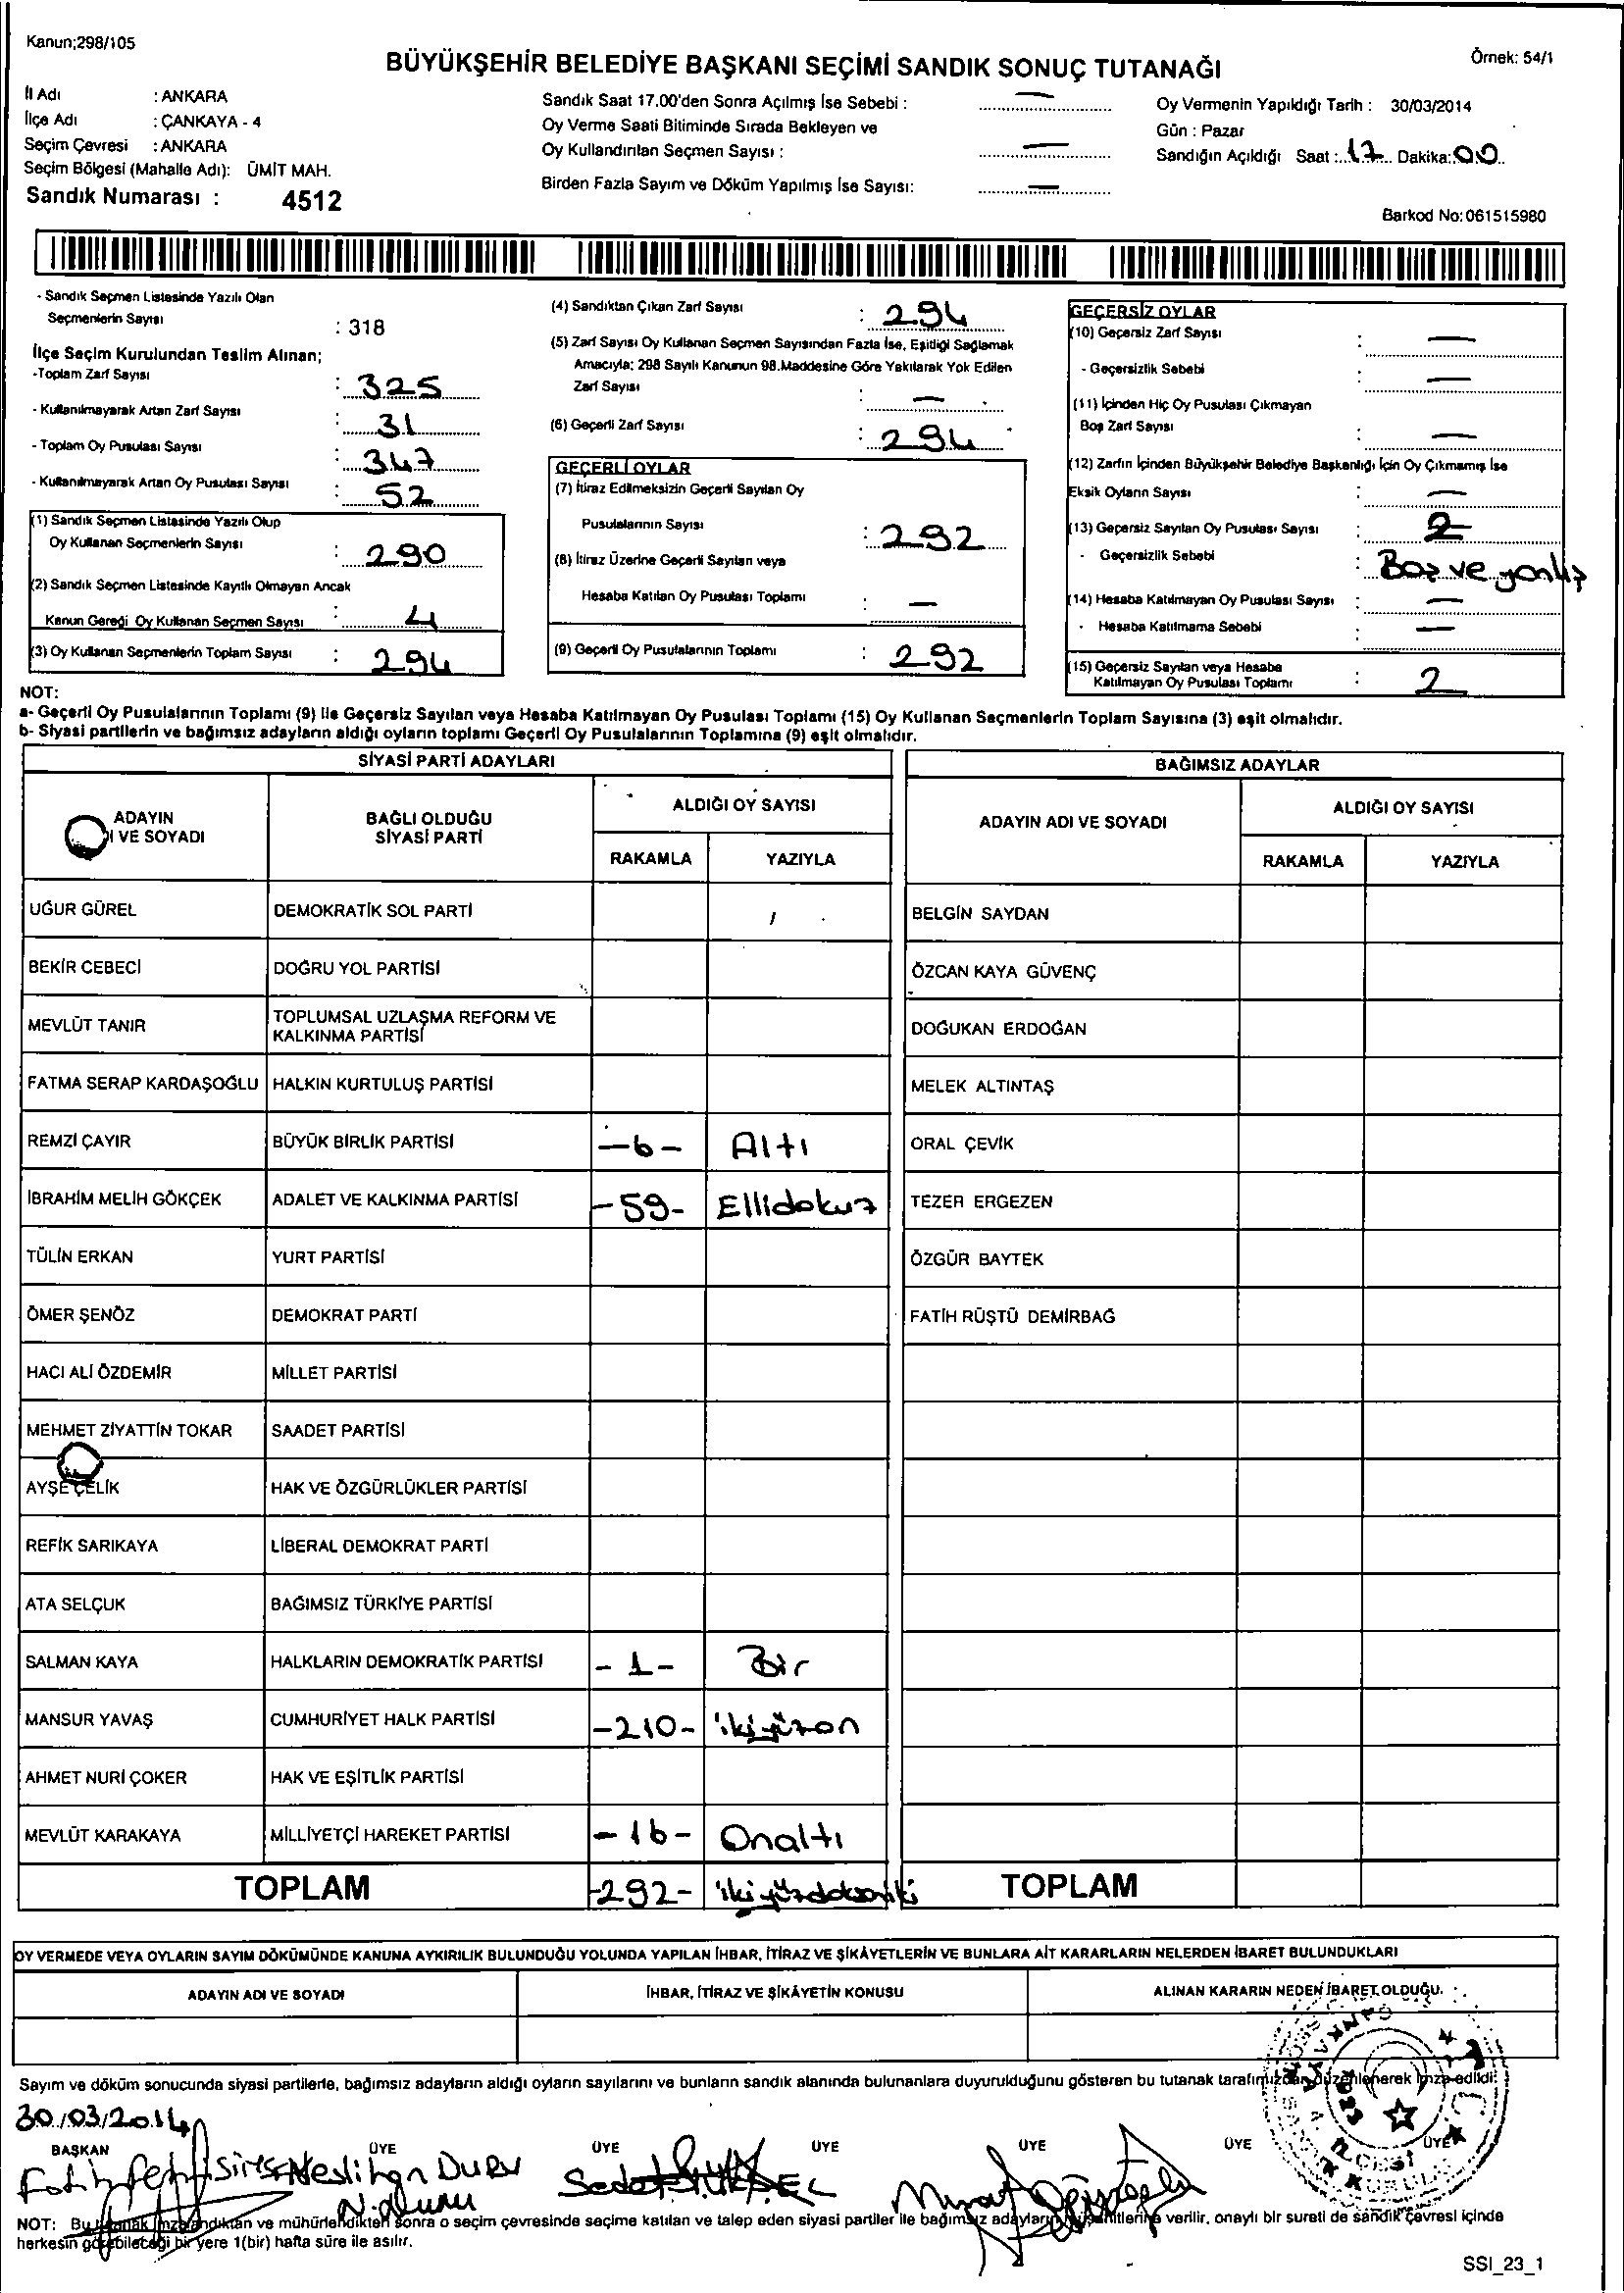 Kanun;298/105
BÜYÜKŞEHİR BELEDİYE BAŞKANI SEÇİMİ SANDIK SONUÇ TUTANAĞI
Örnek: 54/1
İl Adı : ANKARA
İlçe Adı : ÇANKAYA - 4
Seçim Çevresi : ANKARA
Seçim Bölgesi (Mahalle Adı): ÜMİT MAH.
Sandık Numarası : 4512
Sandık Saat 17.00'den Sonra Açılmış İse Sebebi : —
Oy Verme Saati Bitiminde Sırada Bekleyen ve
Oy Kullandırılan Seçmen Sayısı : —
Birden Fazla Sayım ve Döküm Yapılmış İse Sayısı: —
Oy Vermenin Yapıldığı Tarih : 30/03/2014
Gün : Pazar
Sandığın Açıldığı Saat : 17 Dakika: 00
Barkod No:061515980
- Sandık Seçmen Listesinde Yazılı Olan
Seçmenlerin Sayısı : 318
İlçe Seçim Kurulundan Teslim Alınan;
-Toplam Zarf Sayısı : 325
- Kullanılmayarak Artan Zarf Sayısı : 31
- Toplam Oy Pusulası Sayısı : 347
- Kullanılmayarak Artan Oy Pusulası Sayısı : 52
(1) Sandık Seçmen Listesinde Yazılı Olup
Oy Kullanan Seçmenlerin Sayısı : 290
(2) Sandık Seçmen Listesinde Kayıtlı Olmayan Ancak
Kanun Gereği Oy Kullanan Seçmen Sayısı : 4
(3) Oy Kullanan Seçmenlerin Toplam Sayısı : 294
(4) Sandıktan Çıkan Zarf Sayısı : 294
(5) Zarf Sayısı Oy Kullanan Seçmen Sayısından Fazla İse, Eşitliği Sağlamak
Amacıyla; 298 Sayılı Kanunun 98.Maddesine Göre Yakılarak Yok Edilen
Zarf Sayısı : —
(6) Geçerli Zarf Sayısı : 294
GEÇERLİ OYLAR
(7) İtiraz Edilmeksizin Geçerli Sayılan Oy
Pusulalarının Sayısı : 292
(8) İtiraz Üzerine Geçerli Sayılan veya
Hesaba Katılan Oy Pusulası Toplamı : —
(9) Geçerli Oy Pusulalarının Toplamı : 292
GEÇERSİZ OYLAR
(10) Geçersiz Zarf Sayısı : —
- Geçersizlik Sebebi : —
(11) İçinden Hiç Oy Pusulası Çıkmayan
Boş Zarf Sayısı : —
(12) Zarfın İçinden Büyükşehir Belediye Başkanlığı İçin Oy Çıkmamış İse
Eksik Oyların Sayısı : —
(13) Geçersiz Sayılan Oy Pusulası Sayısı : 2
- Geçersizlik Sebebi : Boş ve yanlış
(14) Hesaba Katılmayan Oy Pusulası Sayısı : —
- Hesaba Katılmama Sebebi : —
(15) Geçersiz Sayılan veya Hesaba
Katılmayan Oy Pusulası Toplamı : 2
NOT:
a- Geçerli Oy Pusulalarının Toplamı (9) ile Geçersiz Sayılan veya Hesaba Katılmayan Oy Pusulası Toplamı (15) Oy Kullanan Seçmenlerin Toplam Sayısına (3) eşit olmalıdır.
b- Siyasi partilerin ve bağımsız adayların aldığı oyların toplamı Geçerli Oy Pusulalarının Toplamına (9) eşit olmalıdır.
SİYASİ PARTİ ADAYLARI
ADAYIN
I VE SOYADI
BAĞLI OLDUĞU
SİYASİ PARTİ
ALDIĞI OY SAYISI
RAKAMLA YAZIYLA
UĞUR GÜREL DEMOKRATİK SOL PARTİ
BEKİR CEBECİ DOĞRU YOL PARTİSİ
MEVLÜT TANIR TOPLUMSAL UZLAŞMA REFORM VE
KALKINMA PARTİSİ
FATMA SERAP KARDAŞOĞLU HALKIN KURTULUŞ PARTİSİ
REMZİ ÇAYIR BÜYÜK BİRLİK PARTİSİ -6- Altı
İBRAHİM MELİH GÖKÇEK ADALET VE KALKINMA PARTİSİ -59- Ellidokuz
TÜLİN ERKAN YURT PARTİSİ
ÖMER ŞENÖZ DEMOKRAT PARTİ
HACI ALİ ÖZDEMİR MİLLET PARTİSİ
MEHMET ZİYATTİN TOKAR SAADET PARTİSİ
AYŞE ÇELİK HAK VE ÖZGÜRLÜKLER PARTİSİ
REFİK SARIKAYA LİBERAL DEMOKRAT PARTİ
ATA SELÇUK BAĞIMSIZ TÜRKİYE PARTİSİ
SALMAN KAYA HALKLARIN DEMOKRATİK PARTİSİ -1- Bir
MANSUR YAVAŞ CUMHURİYET HALK PARTİSİ -210- ikiyüzon
AHMET NURİ ÇOKER HAK VE EŞİTLİK PARTİSİ
MEVLÜT KARAKAYA MİLLİYETÇİ HAREKET PARTİSİ -16- Onaltı
TOPLAM -292- ikiyüzdoksaniki
BAĞIMSIZ ADAYLAR
ADAYIN ADI VE SOYADI
ALDIĞI OY SAYISI
RAKAMLA YAZIYLA
BELGİN SAYDAN
ÖZCAN KAYA GÜVENÇ
DOĞUKAN ERDOĞAN
MELEK ALTINTAŞ
ORAL ÇEVİK
TEZER ERGEZEN
ÖZGÜR BAYTEK
FATİH RÜŞTÜ DEMİRBAĞ
TOPLAM
OY VERMEDE VEYA OYLARIN SAYIM DÖKÜMÜNDE KANUNA AYKIRILIK BULUNDUĞU YOLUNDA YAPILAN İHBAR, İTİRAZ VE ŞİKÂYETLERİN VE BUNLARA AİT KARARLARIN NELERDEN İBARET BULUNDUKLARI
ADAYIN ADI VE SOYADI
İHBAR, İTİRAZ VE ŞİKÂYETİN KONUSU
ALINAN KARARIN NEDEN İBARET OLDUĞU
Sayım ve döküm sonucunda siyasi partilerle, bağımsız adayların aldığı oyların sayılarını ve bunların sandık alanında bulunanlara duyurulduğunu gösteren bu tutanak tarafımızdan düzenlenerek imza edildi.
30/03/2014
BAŞKAN ÜYE ÜYE ÜYE ÜYE ÜYE ÜYE
Fatih Neslihan DURU Sedat Murat
N.duru
NOT: Bu tutanak imzalandıktan ve mühürlendikten sonra o seçim çevresinde seçime katılan ve talep eden siyasi partiler ile bağımsız adayların müşahitlerine verilir, onaylı bir sureti de sandık çevresi içinde
herkesin görebileceği bir yere 1(bir) hafta süre ile asılır.
SSI_23_1